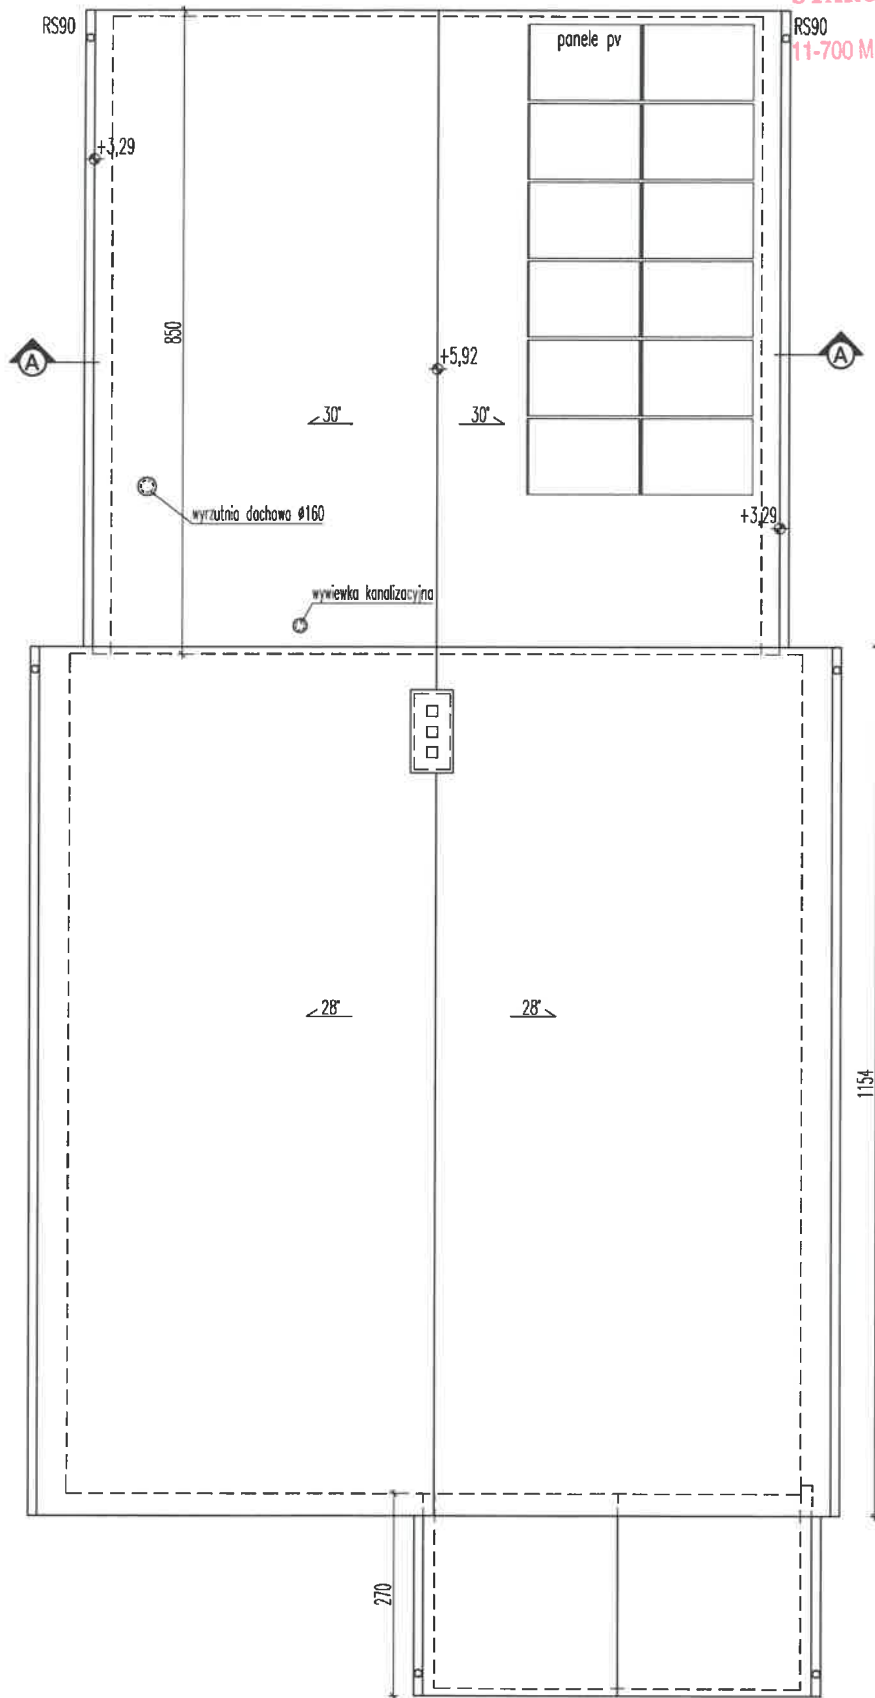 RS90
panele pv
RS90
11-700 M
+3,29
850
A
+5,92
A
30°
30°
wyrzutnia dachowa ø160
+3,29
wywiewka kanalizacyjna
28°
28°
1154
270